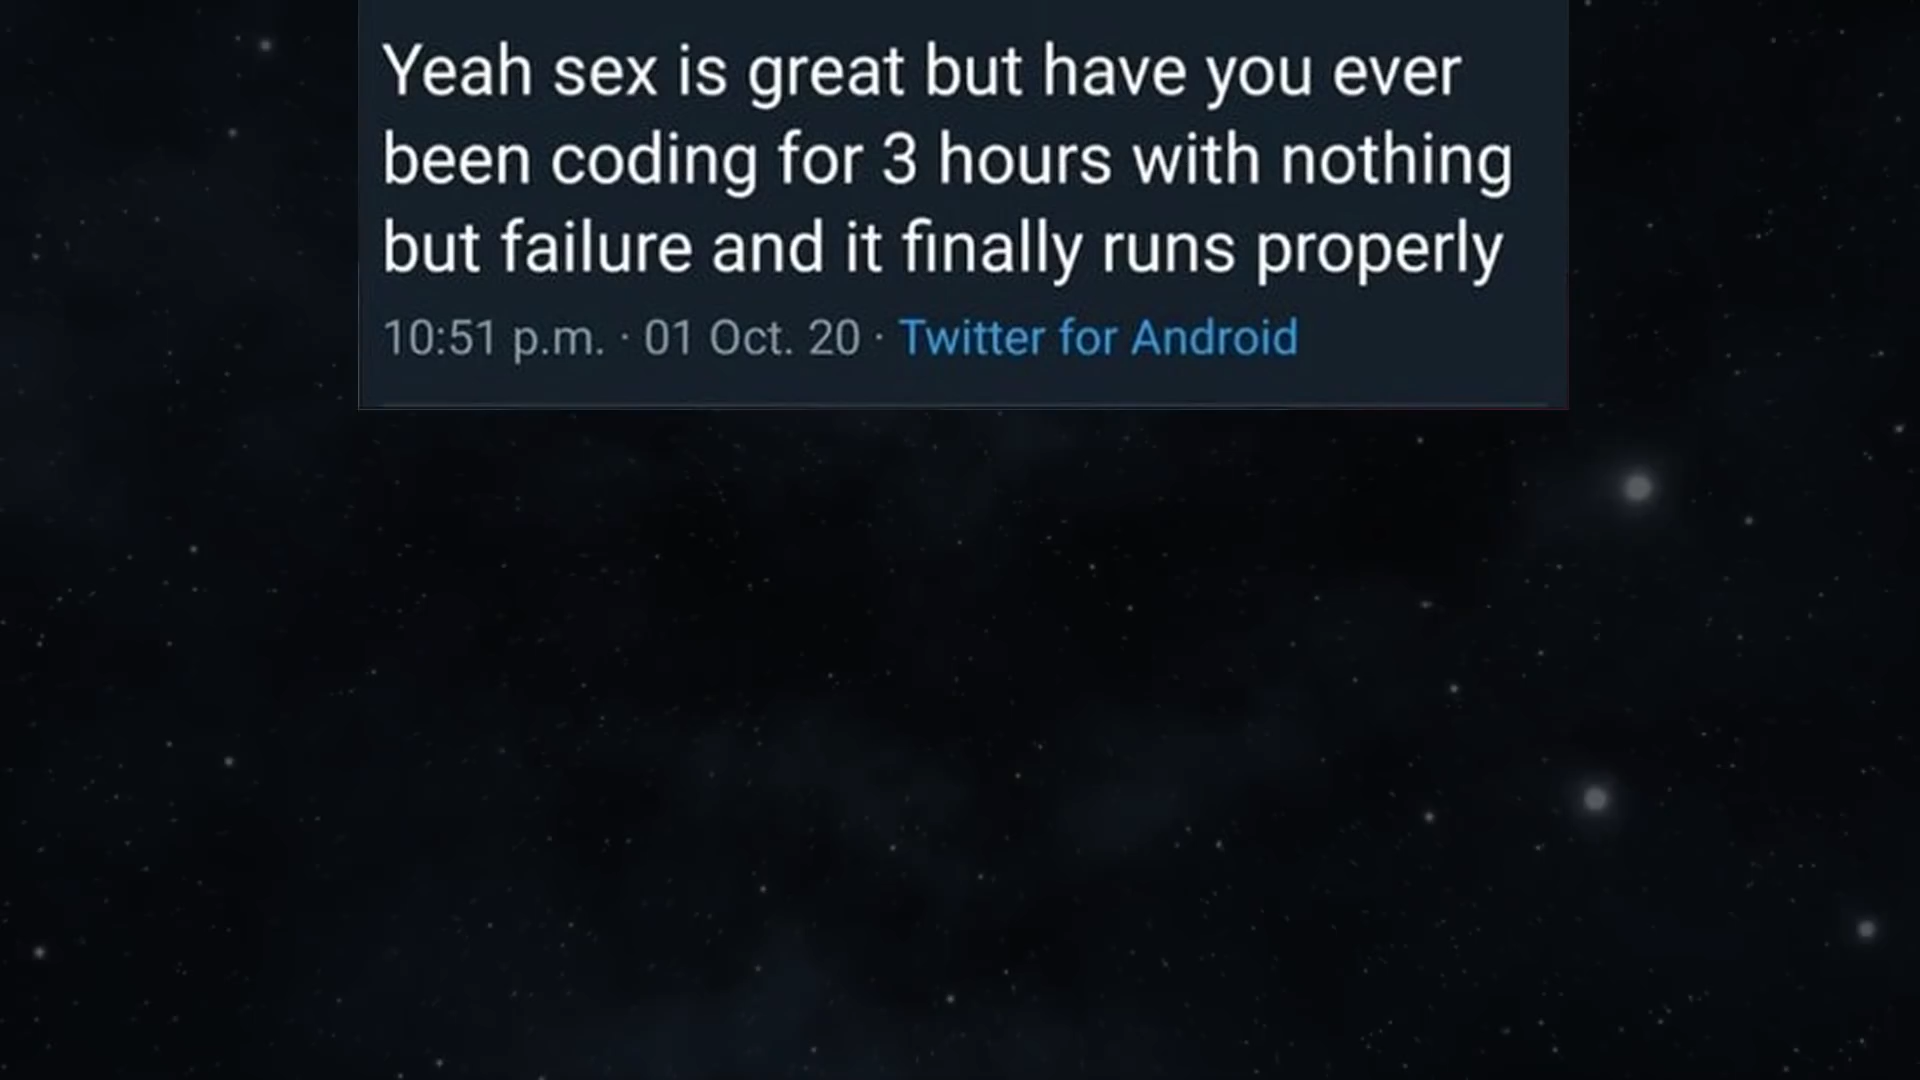 Yeah sex is great but have you ever
been coding for 3 hours with nothing
but failure and it finally runs properly
10:51 p.m. · 01 Oct. 20 · Twitter for Android